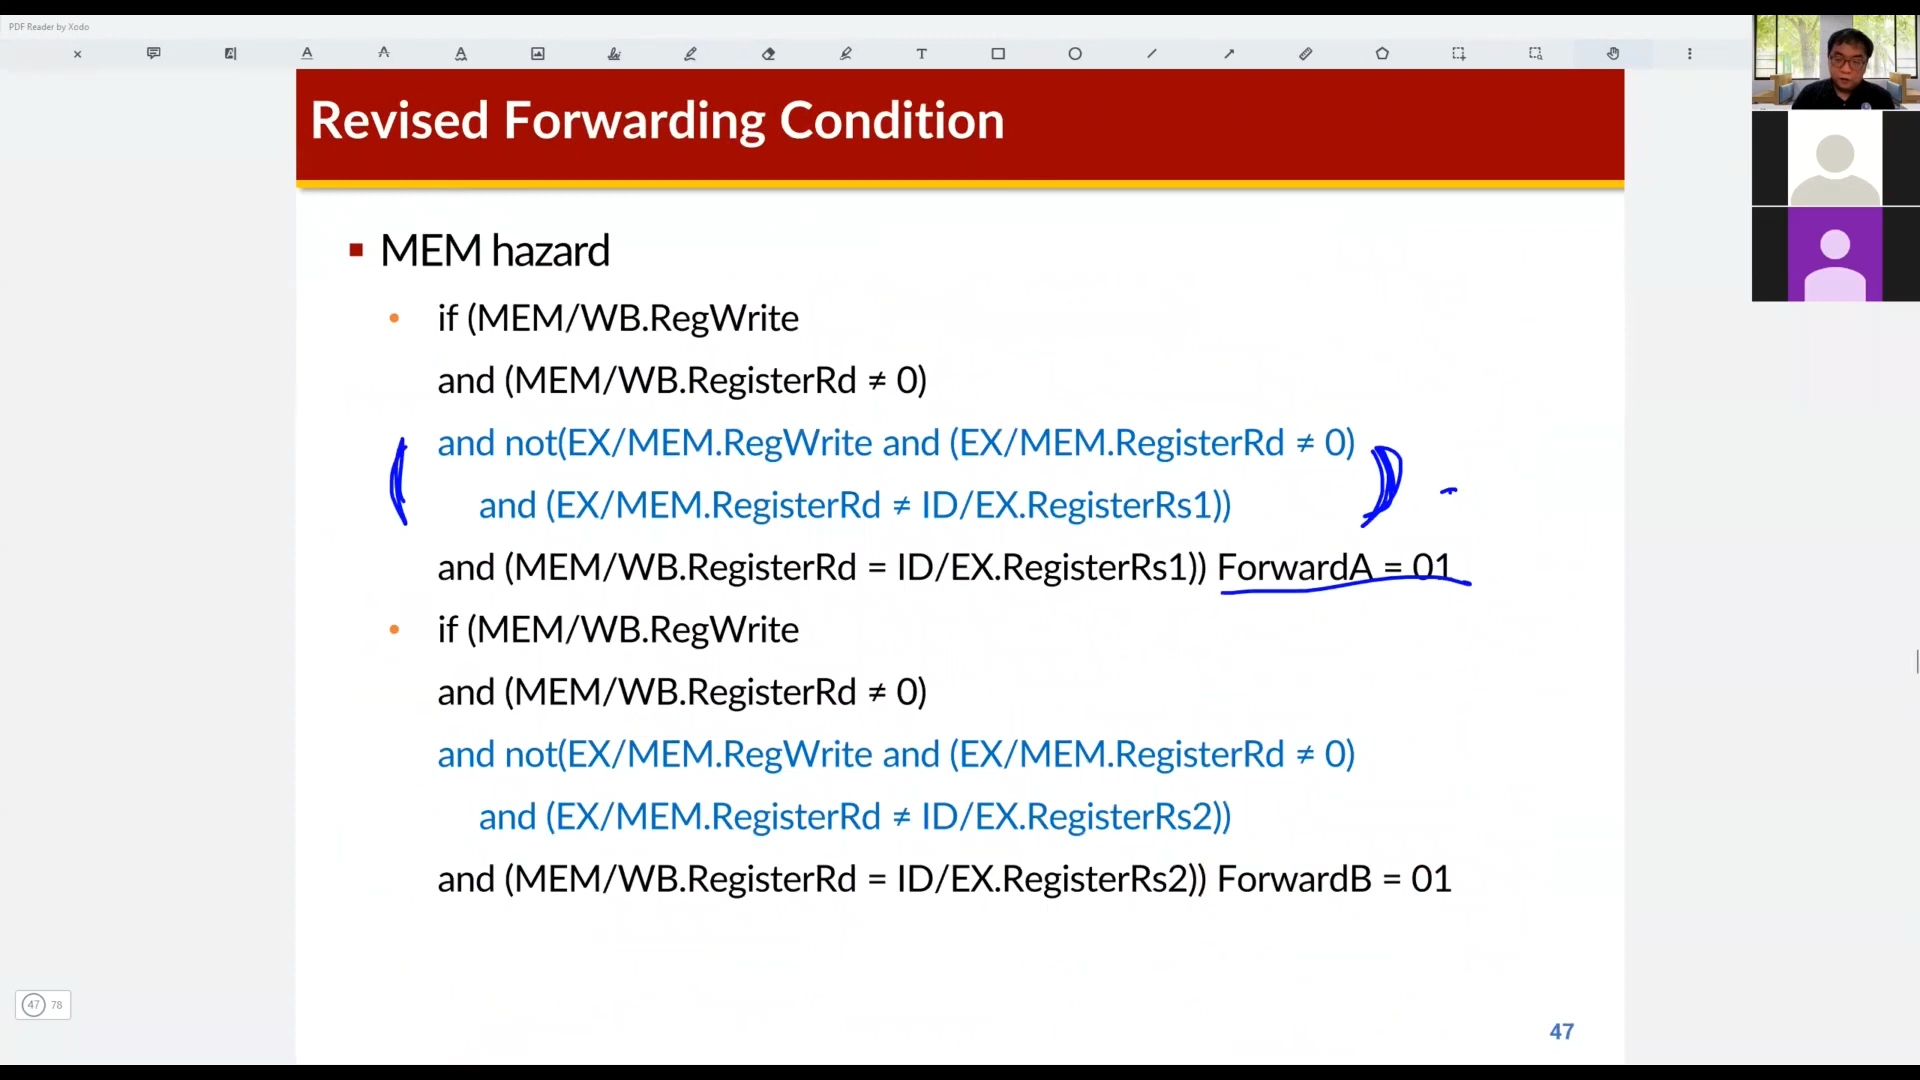 PDF Reader by Xodo
Revised Forwarding Condition
▪ MEM hazard
• if (MEM/WB.RegWrite
and (MEM/WB.RegisterRd ≠ 0)
and not(EX/MEM.RegWrite and (EX/MEM.RegisterRd ≠ 0)
and (EX/MEM.RegisterRd ≠ ID/EX.RegisterRs1))
and (MEM/WB.RegisterRd = ID/EX.RegisterRs1)) ForwardA = 01
• if (MEM/WB.RegWrite
and (MEM/WB.RegisterRd ≠ 0)
and not(EX/MEM.RegWrite and (EX/MEM.RegisterRd ≠ 0)
and (EX/MEM.RegisterRd ≠ ID/EX.RegisterRs2))
and (MEM/WB.RegisterRd = ID/EX.RegisterRs2)) ForwardB = 01
47 78
47